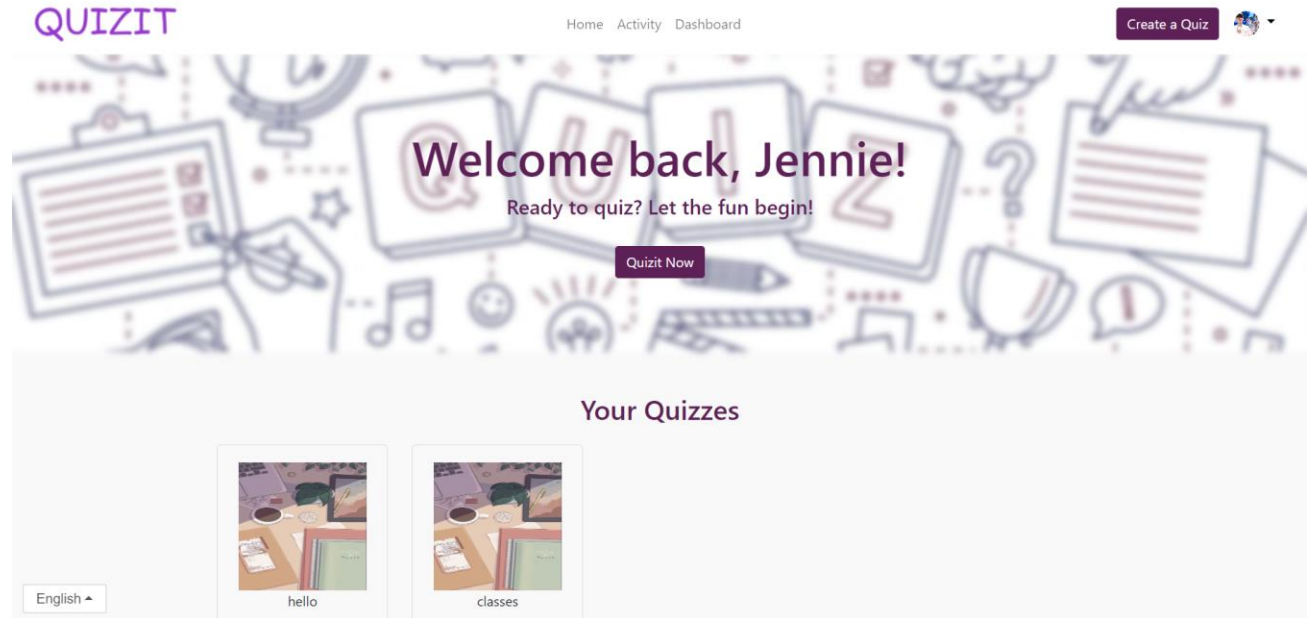 QUIZIT
Home Activity Dashboard
Create a Quiz
QUIZ
Welcome back, Jennie!
Ready to quiz? Let the fun begin!
Quizit Now
Your Quizzes
hello
classes
English